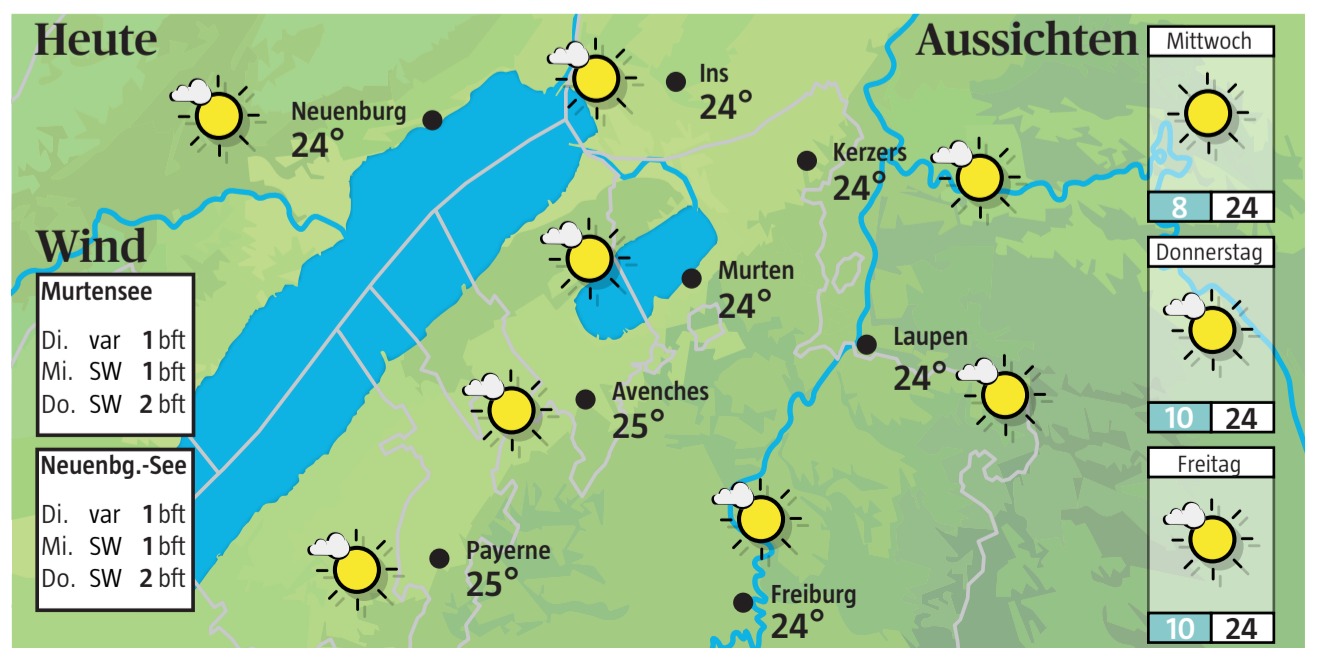 Heute
Aussichten
Neuenburg
24°
Ins
24°
Kerzers
24°
Murten
24°
Laupen
24°
Avenches
25°
Payerne
25°
Freiburg
24°
Wind
Murtensee
Di. var 1 bft
Mi. SW 1 bft
Do. SW 2 bft
Neuenbg.-See
Di. var 1 bft
Mi. SW 1 bft
Do. SW 2 bft
Mittwoch
8 24
Donnerstag
10 24
Freitag
10 24